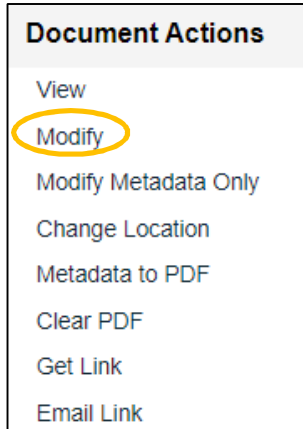 Document Actions
View
Modify
Modify Metadata Only
Change Location
Metadata to PDF
Clear PDF
Get Link
Email Link